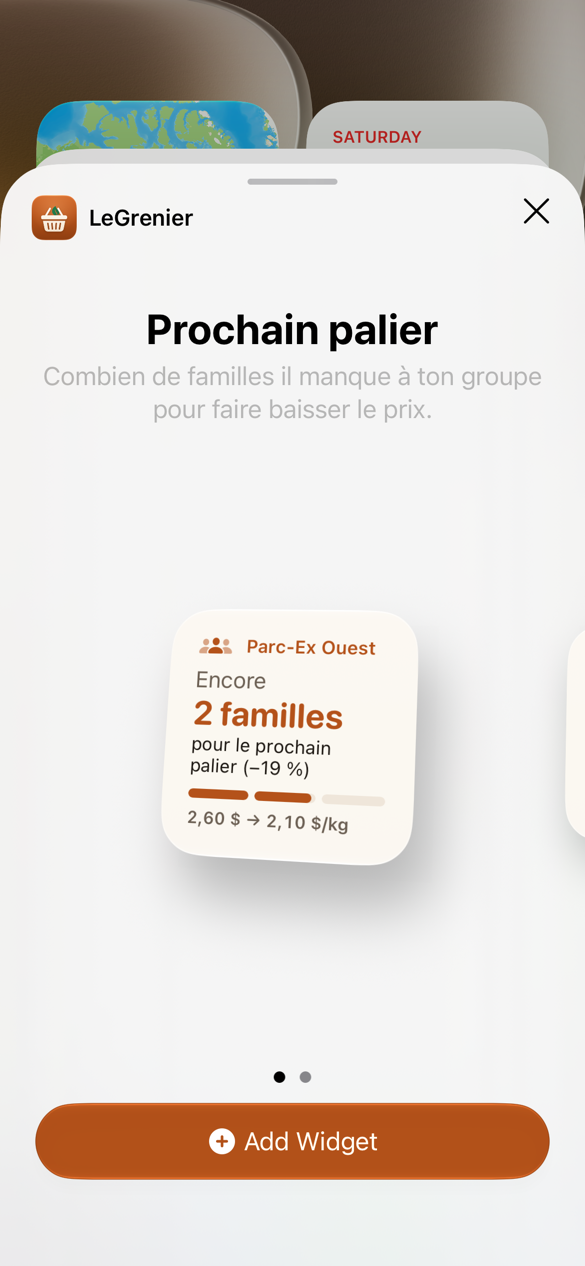 SATURDAY
LeGrenier
Prochain palier
Combien de familles il manque à ton groupe
pour faire baisser le prix.
Parc-Ex Ouest
Encore
2 familles
pour le prochain
palier (−19 %)
2,60 $ → 2,10 $/kg
Add Widget